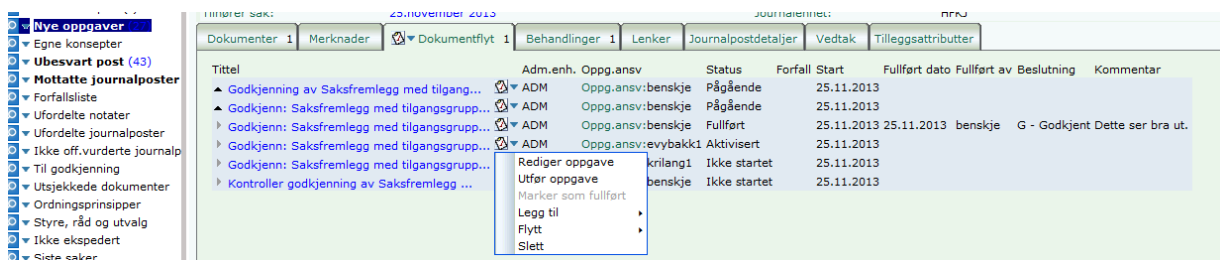 Tilhører sak: 25.november 2013 Journalenhet: HFKJ
Nye oppgaver
Egne konsepter
Ubesvart post (43)
Mottatte journalposter
Forfallsliste
Ufordelte notater
Ufordelte journalposter
Ikke off.vurderte journalp
Til godkjenning
Utsjekkede dokumenter
Ordningsprinsipper
Styre, råd og utvalg
Ikke ekspedert
Siste saker
Dokumenter 1 Merknader Dokumentflyt 1 Behandlinger 1 Lenker Journalpostdetaljer Vedtak Tilleggsattributter
Tittel Adm.enh. Oppg.ansv Status Forfall Start Fullført dato Fullført av Beslutning Kommentar
Godkjenning av Saksfremlegg med tilgang... ADM Oppg.ansv:benskje Pågående 25.11.2013
Godkjenn: Saksfremlegg med tilgangsgrupp... ADM Oppg.ansv:benskje Pågående 25.11.2013
Godkjenn: Saksfremlegg med tilgangsgrupp... ADM Oppg.ansv:benskje Fullført 25.11.2013 25.11.2013 benskje G - Godkjent Dette ser bra ut.
Godkjenn: Saksfremlegg med tilgangsgrupp... ADM Oppg.ansv:evybakk1 Aktivisert 25.11.2013
Godkjenn: Saksfremlegg med tilgangsgrupp... krilang1 Ikke startet 25.11.2013
Kontroller godkjenning av Saksfremlegg ... benskje Ikke startet 25.11.2013
Rediger oppgave
Utfør oppgave
Marker som fullført
Legg til
Flytt
Slett